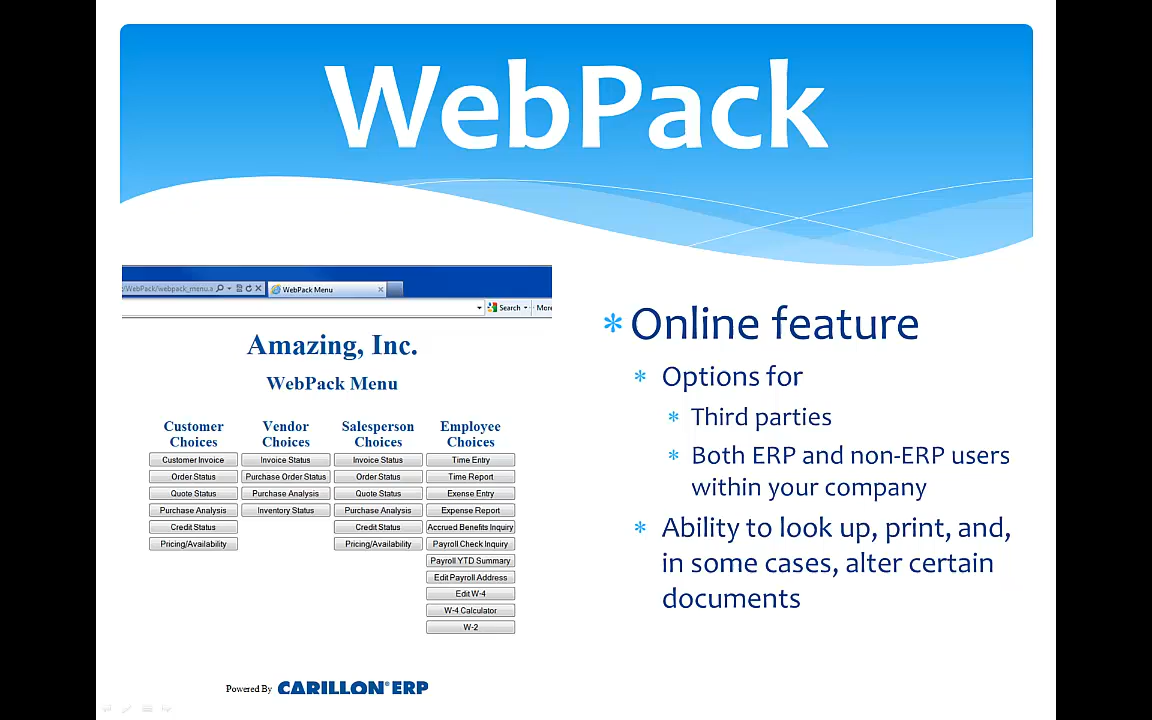 WebPack
/WebPack/webpack_menu.a
WebPack Menu
Search
More
Amazing, Inc.
WebPack Menu
Customer Choices
Customer Invoice
Order Status
Quote Status
Purchase Analysis
Credit Status
Pricing/Availability
Vendor Choices
Invoice Status
Purchase Order Status
Purchase Analysis
Inventory Status
Salesperson Choices
Invoice Status
Order Status
Quote Status
Purchase Analysis
Credit Status
Pricing/Availability
Employee Choices
Time Entry
Time Report
Exense Entry
Expense Report
Accrued Benefits Inquiry
Payroll Check Inquiry
Payroll YTD Summary
Edit Payroll Address
Edit W-4
W-4 Calculator
W-2
Powered By CARILLON® ERP
* Online feature
* Options for
* Third parties
* Both ERP and non-ERP users
within your company
* Ability to look up, print, and,
in some cases, alter certain
documents